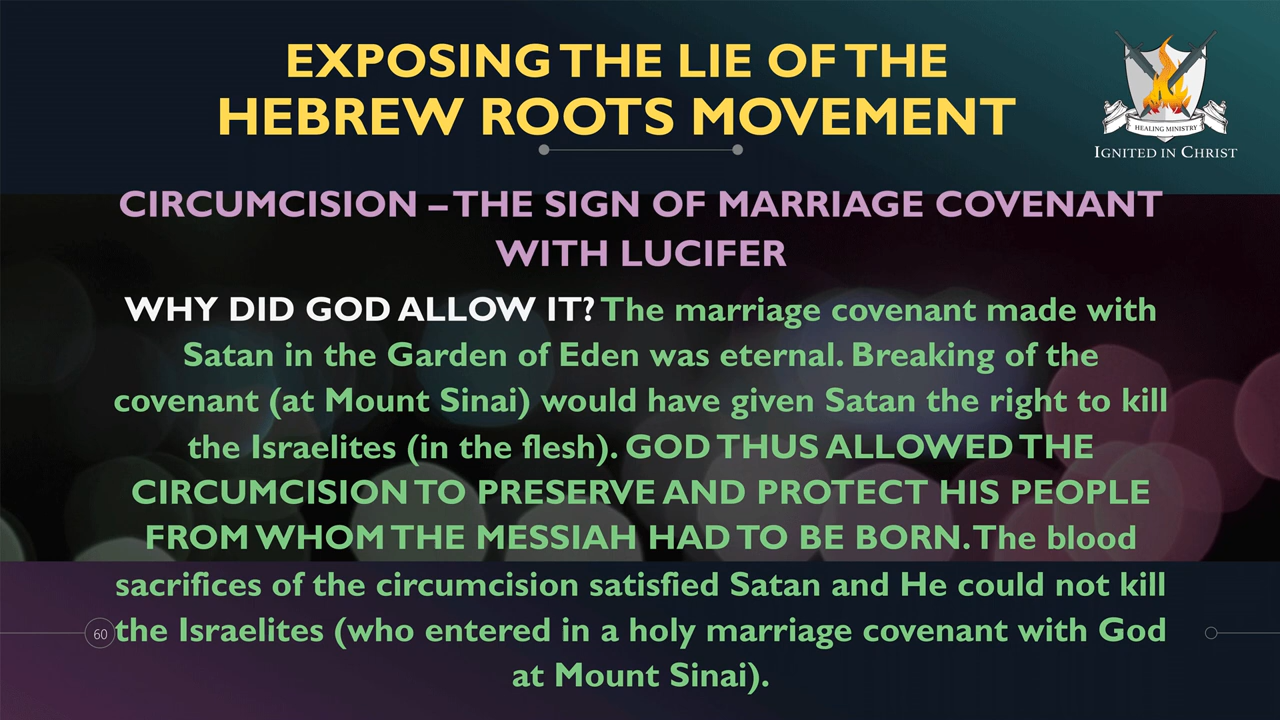 EXPOSING THE LIE OF THE
HEBREW ROOTS MOVEMENT
HEALING MINISTRY
IGNITED IN CHRIST
CIRCUMCISION – THE SIGN OF MARRIAGE COVENANT
WITH LUCIFER
WHY DID GOD ALLOW IT? The marriage covenant made with
Satan in the Garden of Eden was eternal. Breaking of the
covenant (at Mount Sinai) would have given Satan the right to kill
the Israelites (in the flesh). GOD THUS ALLOWED THE
CIRCUMCISION TO PRESERVE AND PROTECT HIS PEOPLE
FROM WHOM THE MESSIAH HAD TO BE BORN. The blood
sacrifices of the circumcision satisfied Satan and He could not kill
60
the Israelites (who entered in a holy marriage covenant with God
at Mount Sinai).